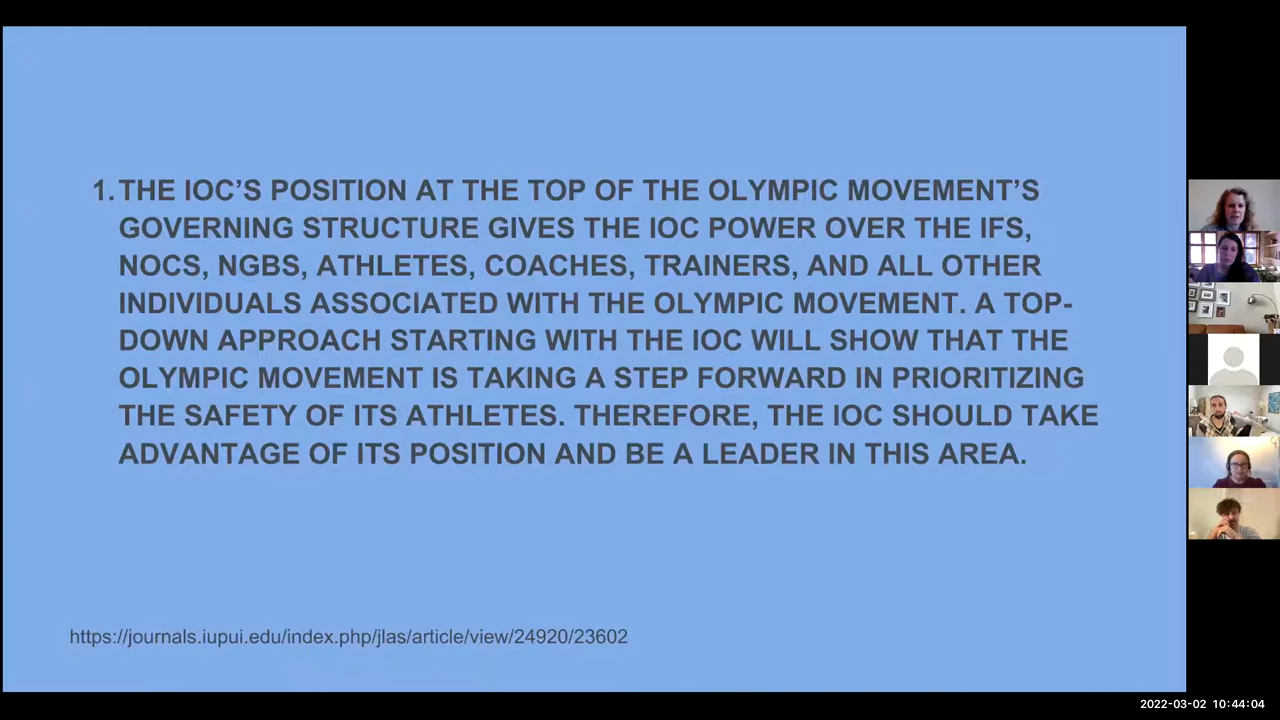 1. THE IOC’S POSITION AT THE TOP OF THE OLYMPIC MOVEMENT’S
GOVERNING STRUCTURE GIVES THE IOC POWER OVER THE IFS,
NOCS, NGBS, ATHLETES, COACHES, TRAINERS, AND ALL OTHER
INDIVIDUALS ASSOCIATED WITH THE OLYMPIC MOVEMENT. A TOP-
DOWN APPROACH STARTING WITH THE IOC WILL SHOW THAT THE
OLYMPIC MOVEMENT IS TAKING A STEP FORWARD IN PRIORITIZING
THE SAFETY OF ITS ATHLETES. THEREFORE, THE IOC SHOULD TAKE
ADVANTAGE OF ITS POSITION AND BE A LEADER IN THIS AREA.
https://journals.iupui.edu/index.php/jlas/article/view/24920/23602
2022-03-02 10:44:04